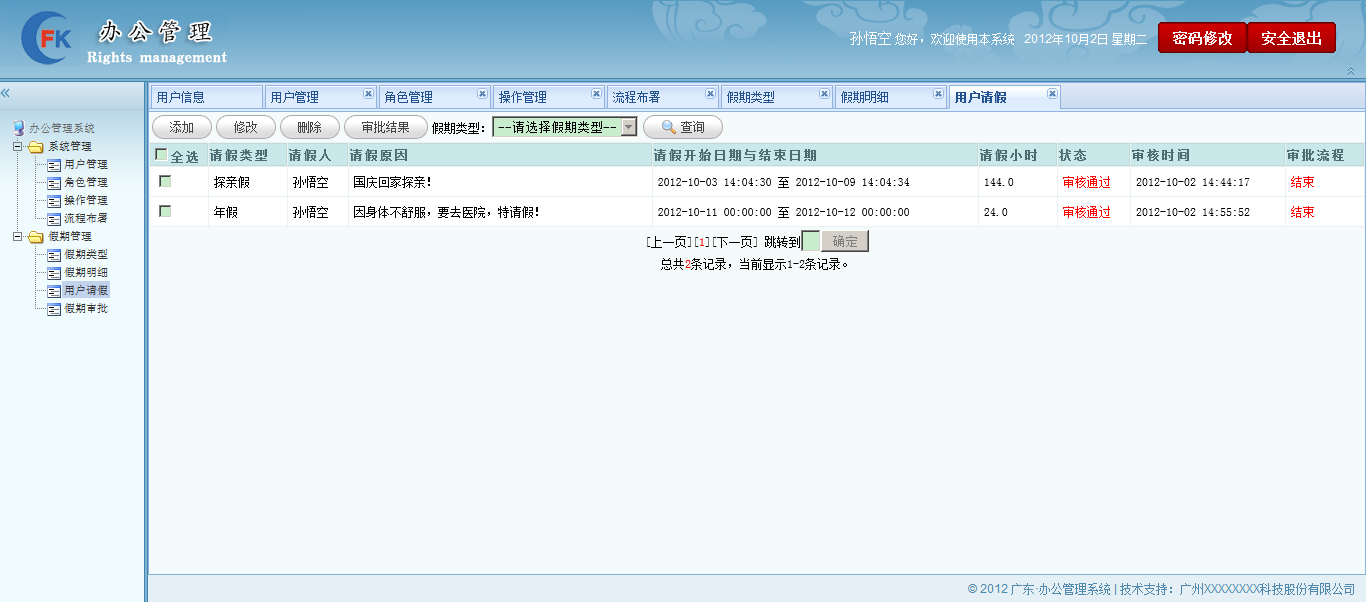 FK 办公管理
Rights management
孙悟空 您好，欢迎使用本系统 2012年10月2日 星期二 密码修改 安全退出
用户信息 用户管理 角色管理 操作管理 流程布署 假期类型 假期明细 用户请假
办公管理系统
系统管理
用户管理
角色管理
操作管理
流程布署
假期管理
假期类型
假期明细
用户请假
假期审批
添加 修改 删除 审批结果 假期类型: --请选择假期类型-- 查询
全选 请假类型 请假人 请假原因 请假开始日期与结束日期 请假小时 状态 审核时间 审批流程
探亲假 孙悟空 国庆回家探亲! 2012-10-03 14:04:30 至 2012-10-09 14:04:34 144.0 审核通过 2012-10-02 14:44:17 结束
年假 孙悟空 因身体不舒服，要去医院，特请假! 2012-10-11 00:00:00 至 2012-10-12 00:00:00 24.0 审核通过 2012-10-02 14:55:52 结束
[上一页][1][下一页] 跳转到 确定
总共2条记录，当前显示1-2条记录。
© 2012 广东·办公管理系统 | 技术支持：广州XXXXXXXX科技股份有限公司